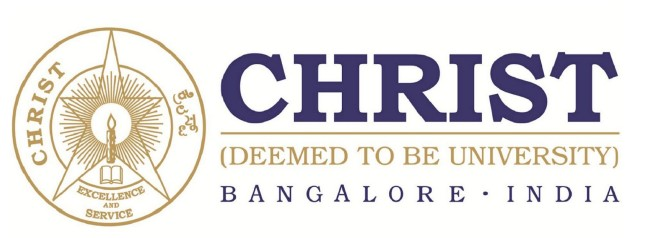 CHRIST
ಕ್ರೈಸ್ಟ್
EXCELLENCE
AND
SERVICE
CHRIST
(DEEMED TO BE UNIVERSITY)
BANGALORE · INDIA